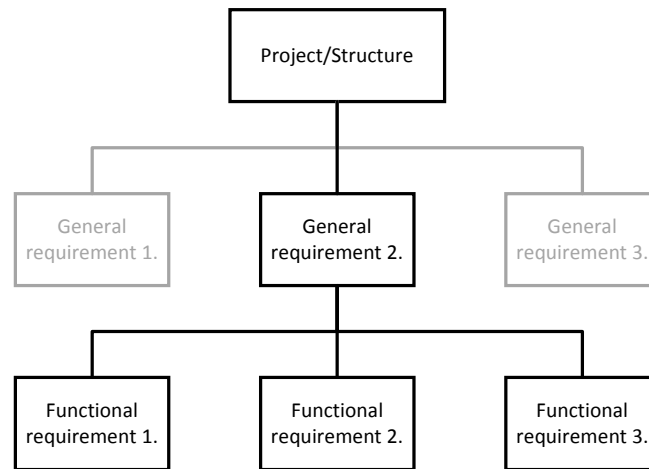 Project/Structure
General
requirement 1.
General
requirement 2.
General
requirement 3.
Functional
requirement 1.
Functional
requirement 2.
Functional
requirement 3.